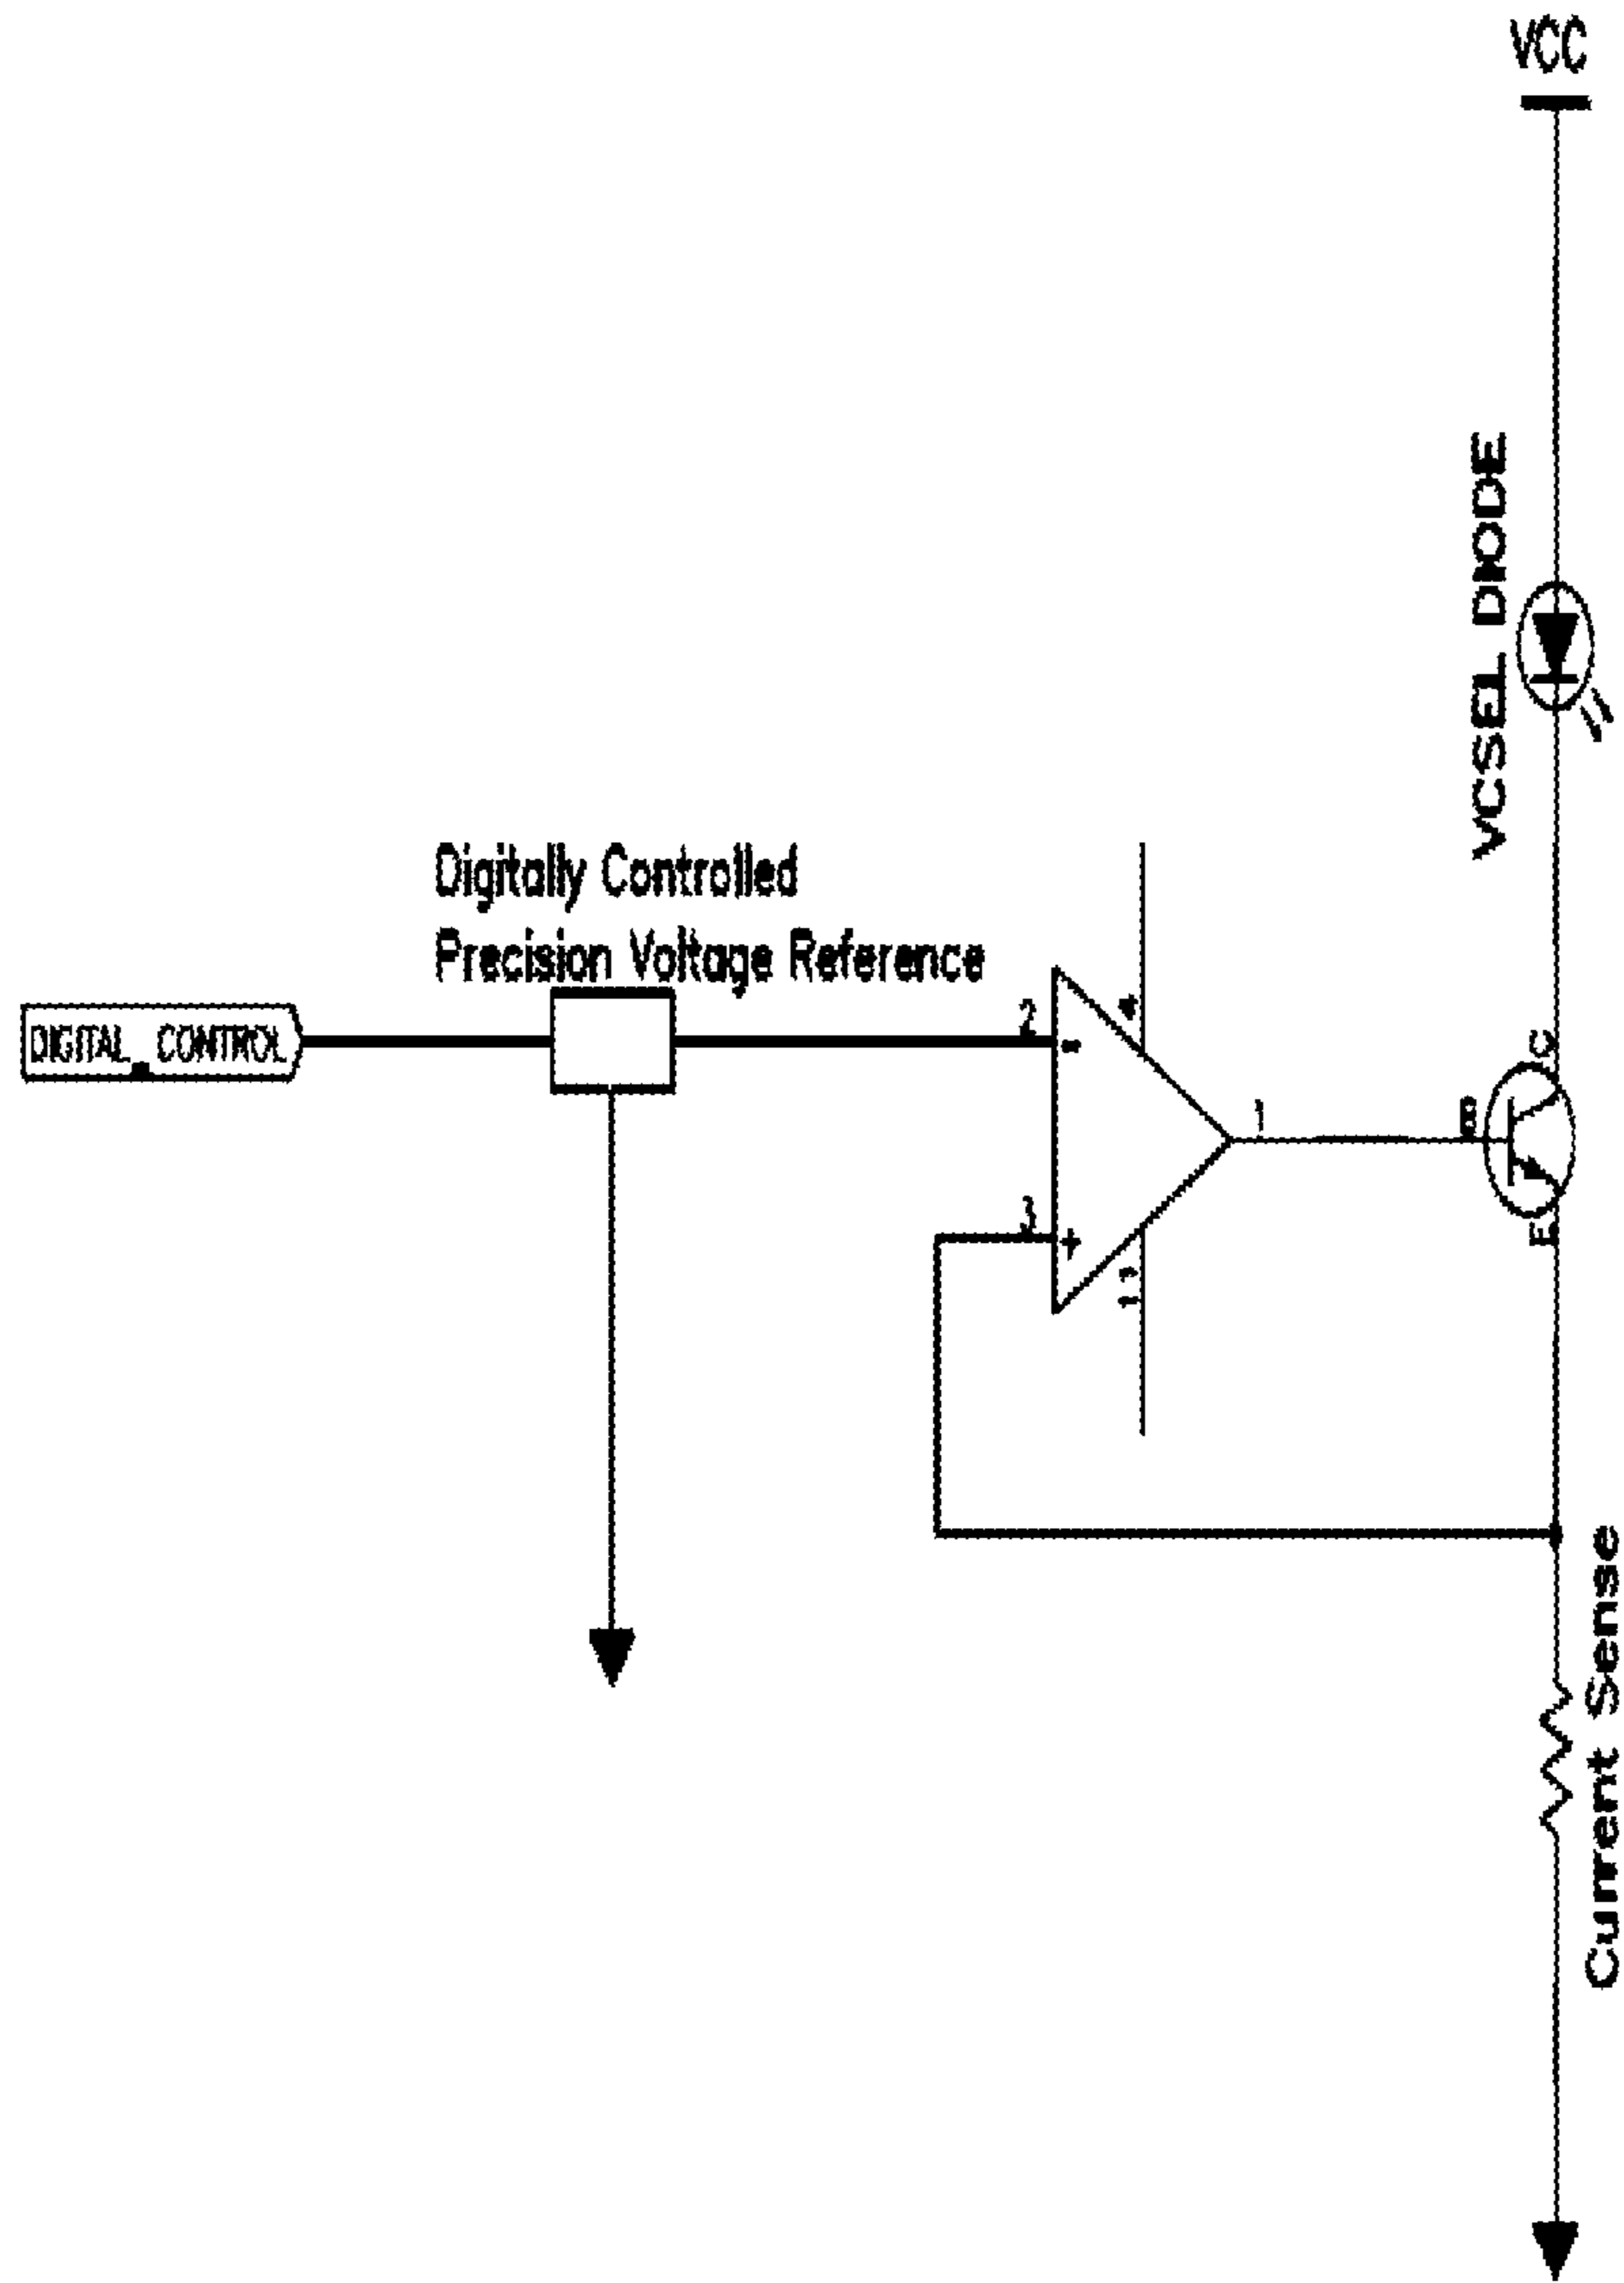 VCC
VCSEL DIODE
Digitally Controlled
Precision Voltage Reference
DIGITAL_CONTROL
2
-
4
C
1
B
3
+
11
E
Current Sense